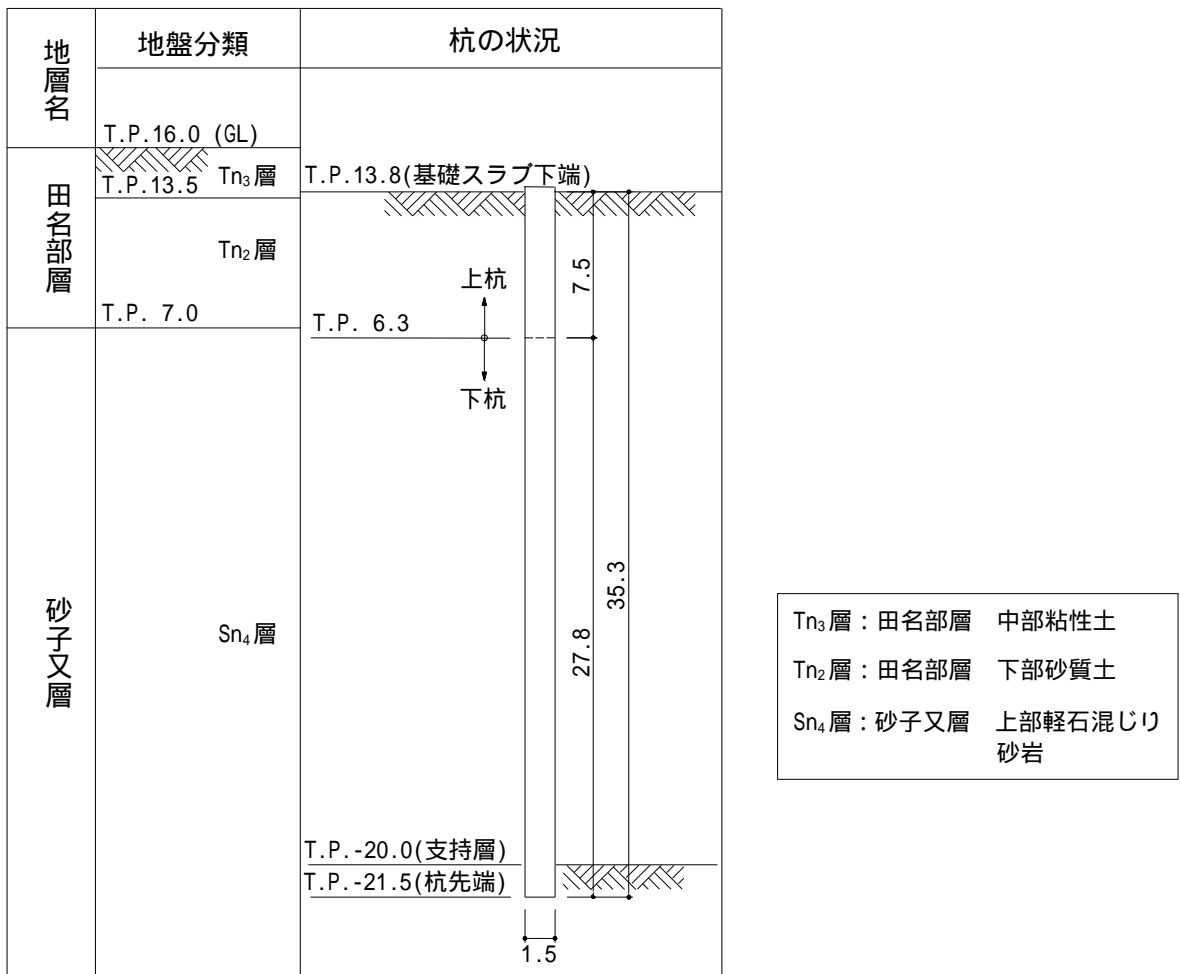 地層名
地盤分類
杭の状況
T.P.16.0 (GL)
田名部層
Tn₃層
T.P.13.5
T.P.13.8(基礎スラブ下端)
Tn₂層
7.5
上杭
T.P. 7.0
T.P. 6.3
下杭
砂子又層
Sn₄層
27.8
35.3
T.P.-20.0(支持層)
T.P.-21.5(杭先端)
1.5
Tn₃層：田名部層　中部粘性土
Tn₂層：田名部層　下部砂質土
Sn₄層：砂子又層　上部軽石混じり
砂岩